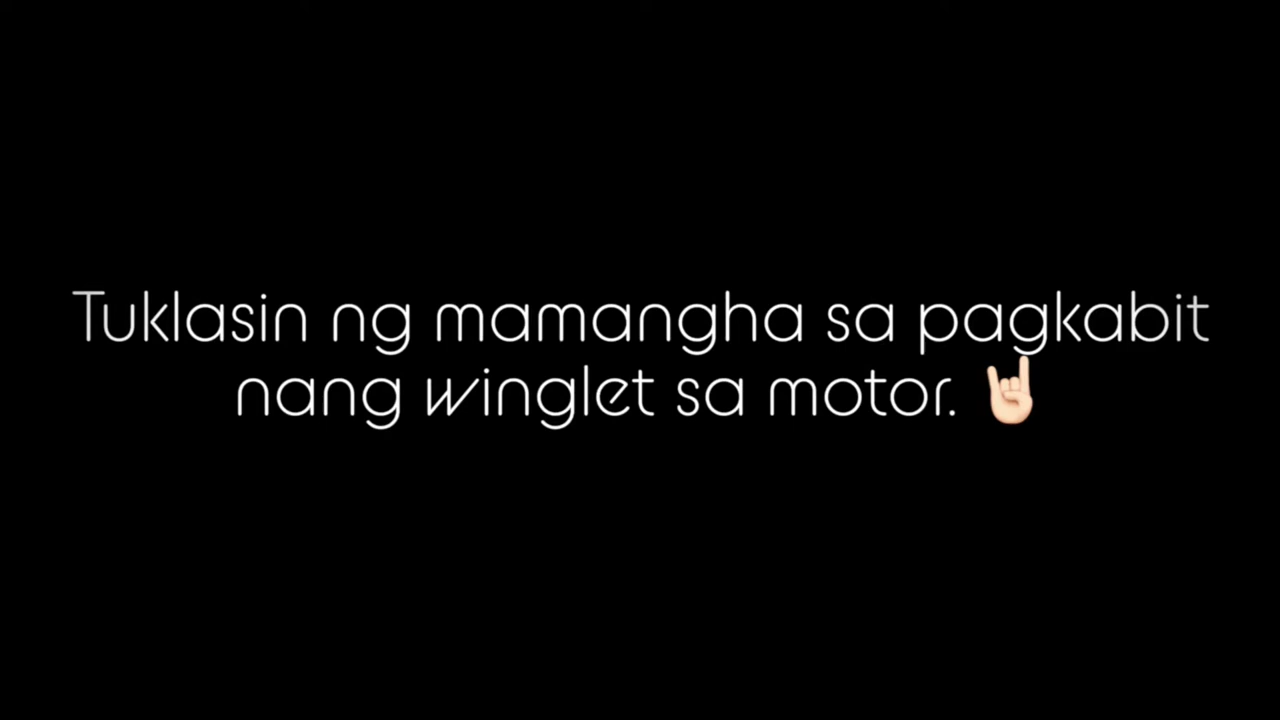 Tuklasin ng mamangha sa pagkabit
nang winglet sa motor. 🤘🏻